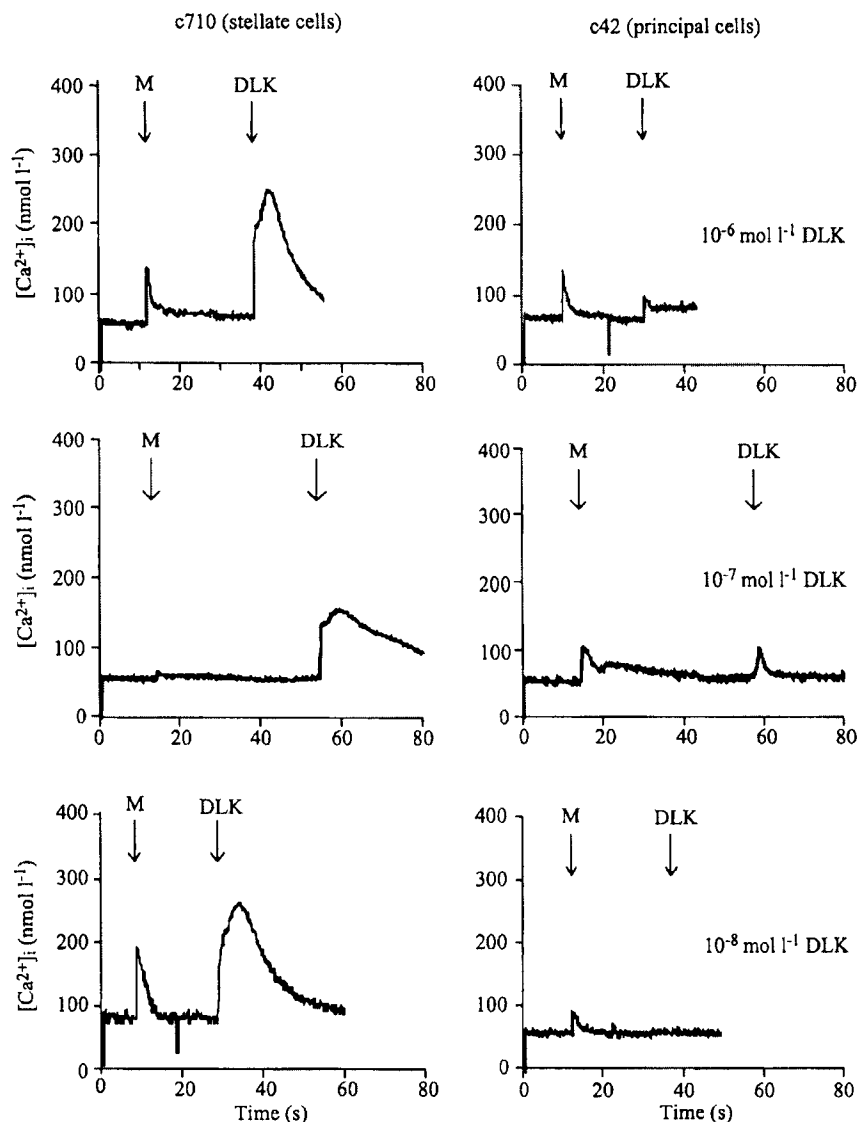 c710 (stellate cells)
c42 (principal cells)
400
300
200
100
0
[Ca²⁺]ᵢ (nmol l⁻¹)
M
DLK
0
20
40
60
80
400
300
200
100
0
M
DLK
10⁻⁶ mol l⁻¹ DLK
0
20
40
60
80
400
300
200
100
0
[Ca²⁺]ᵢ (nmol l⁻¹)
M
DLK
0
20
40
60
80
400
300
200
100
0
M
DLK
10⁻⁷ mol l⁻¹ DLK
0
20
40
60
80
400
300
200
100
0
[Ca²⁺]ᵢ (nmol l⁻¹)
M
DLK
0
20
40
60
80
Time (s)
400
300
200
100
0
M
DLK
10⁻⁸ mol l⁻¹ DLK
0
20
40
60
80
Time (s)